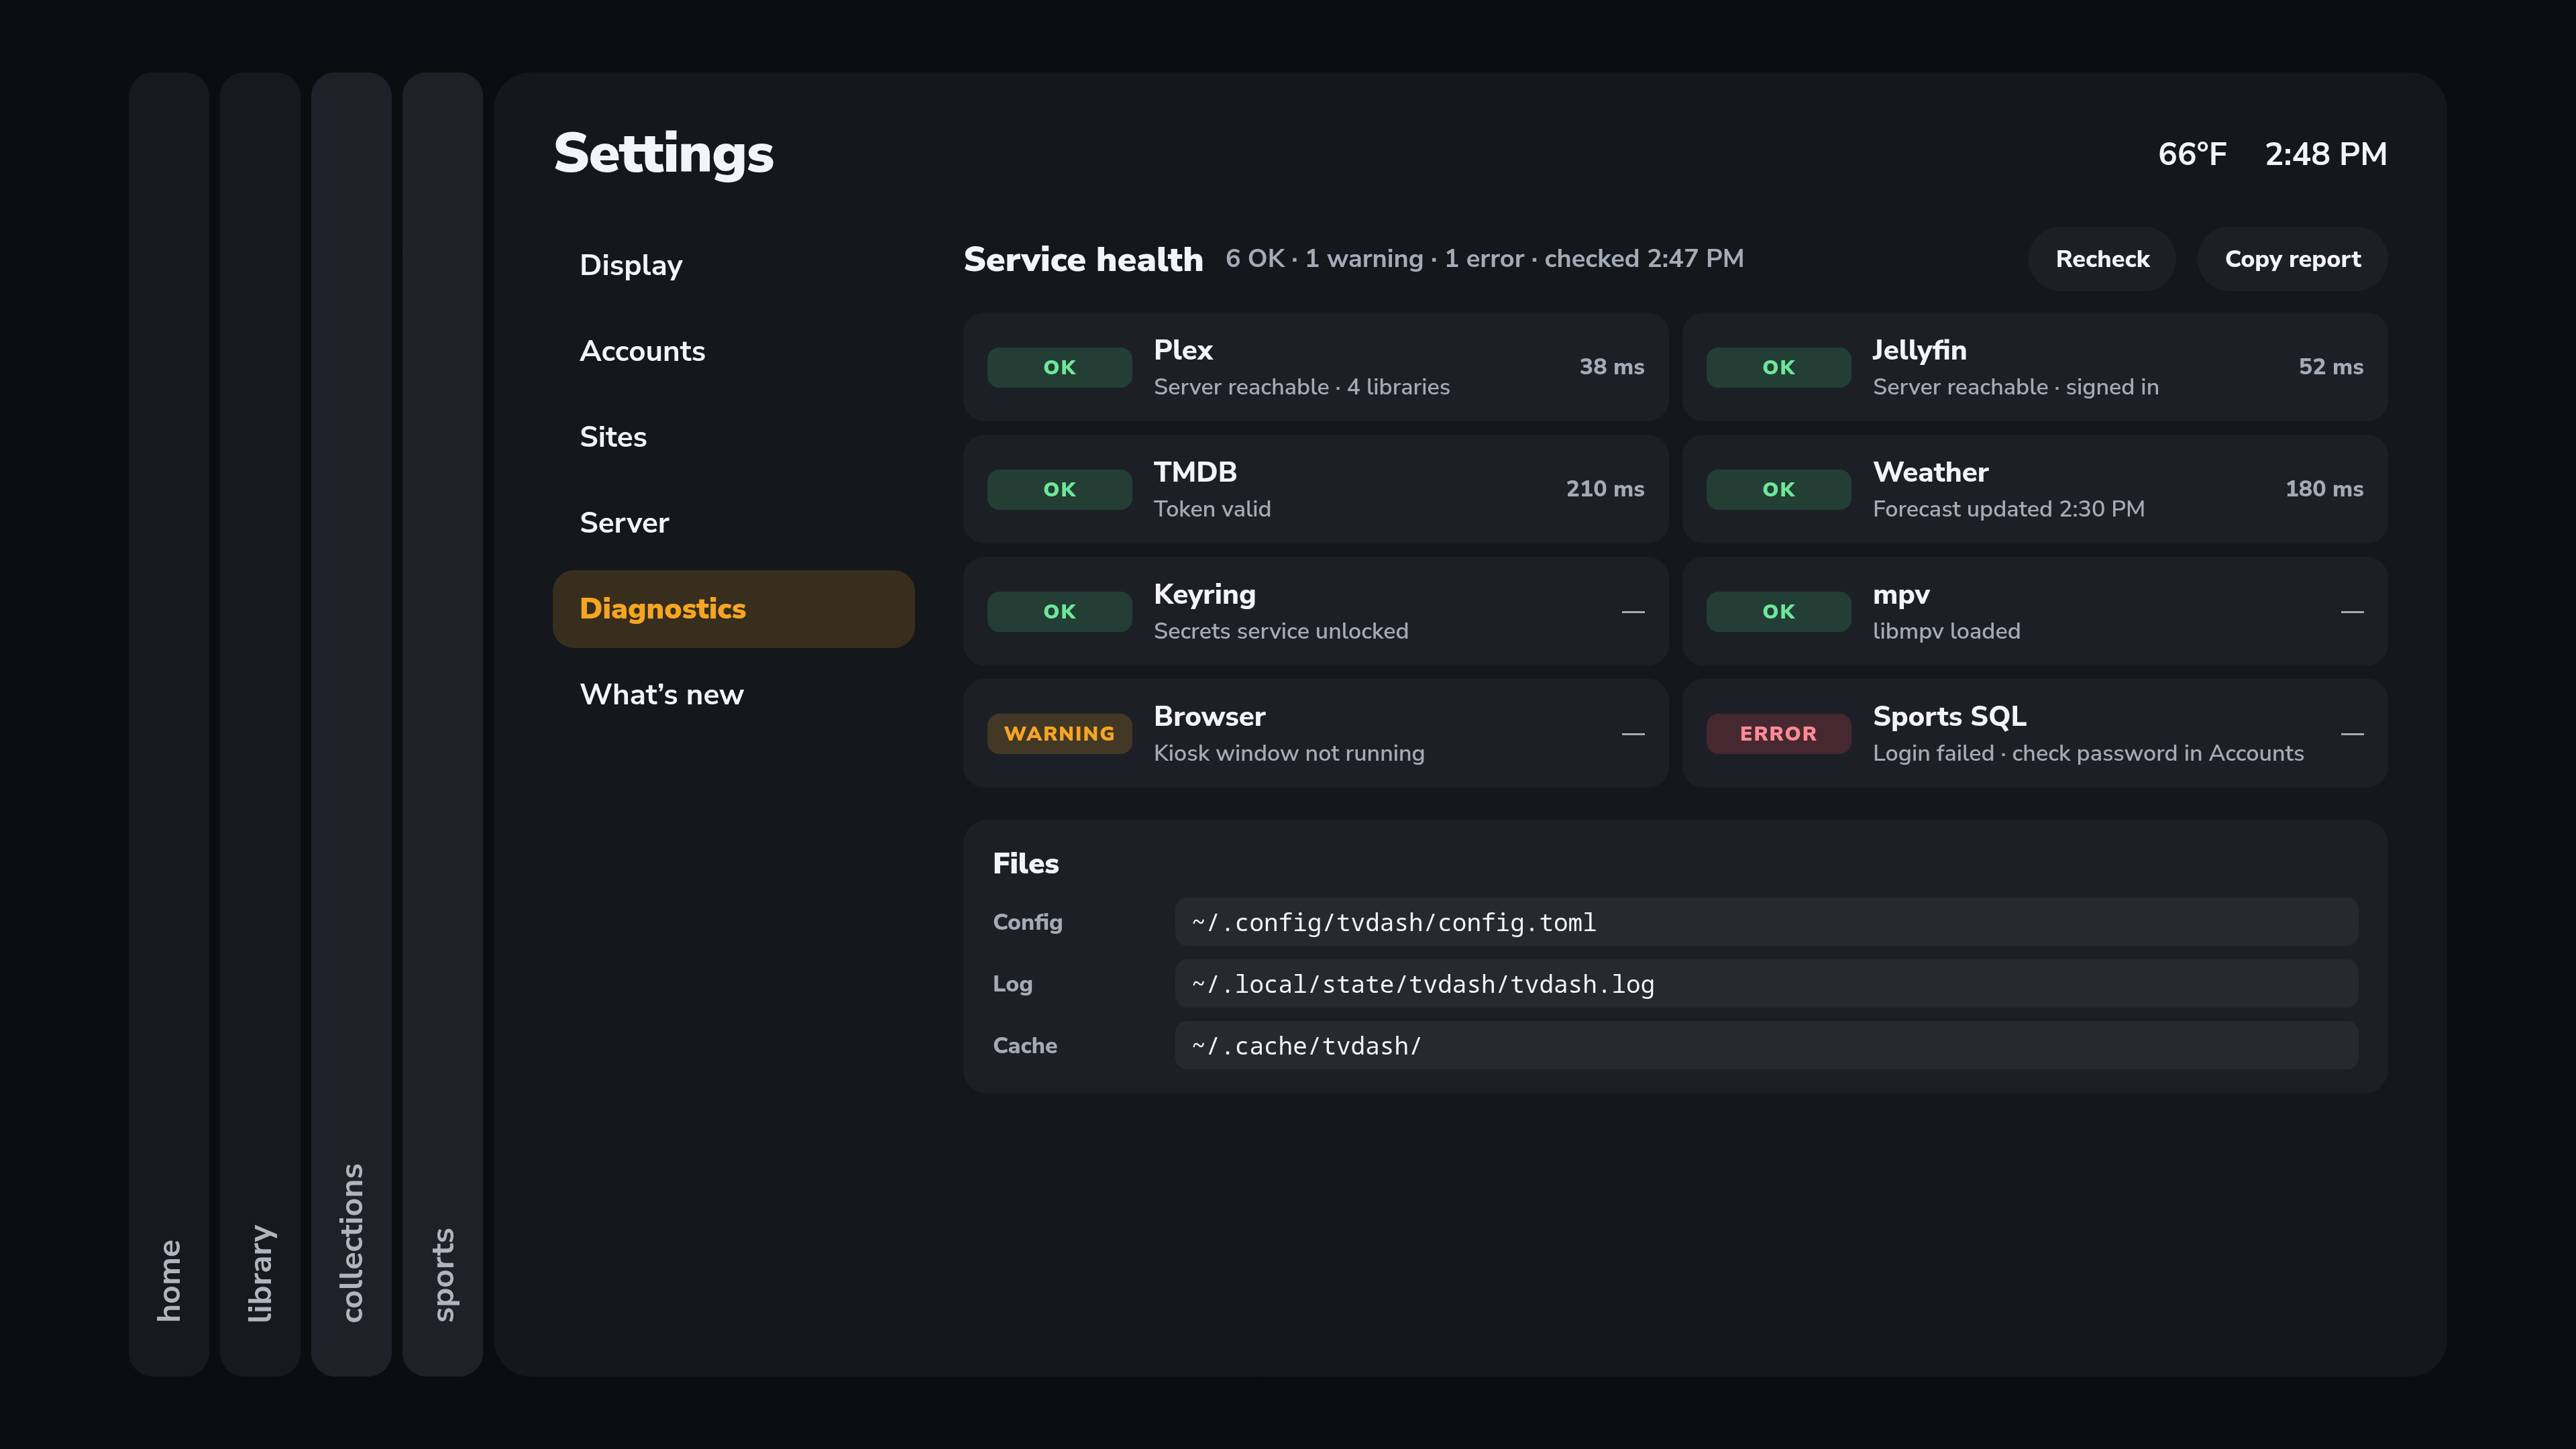 Settings
66°F 2:48 PM
Display
Accounts
Sites
Server
Diagnostics
What’s new
Service health 6 OK · 1 warning · 1 error · checked 2:47 PM
Recheck
Copy report
OK
Plex
Server reachable · 4 libraries
38 ms
OK
Jellyfin
Server reachable · signed in
52 ms
OK
TMDB
Token valid
210 ms
OK
Weather
Forecast updated 2:30 PM
180 ms
OK
Keyring
Secrets service unlocked
—
OK
mpv
libmpv loaded
—
WARNING
Browser
Kiosk window not running
—
ERROR
Sports SQL
Login failed · check password in Accounts
—
Files
Config ~/.config/tvdash/config.toml
Log ~/.local/state/tvdash/tvdash.log
Cache ~/.cache/tvdash/
home
library
collections
sports